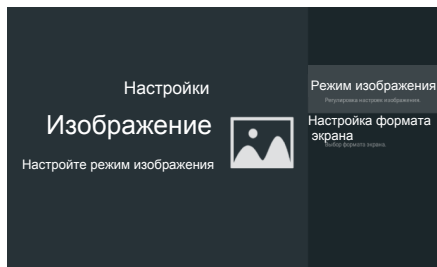 Настройки
Изображение
Настройте режим изображения
Режим изображения
Регулировка настроек изображения.
Настройка формата
экрана
Выбор формата экрана.